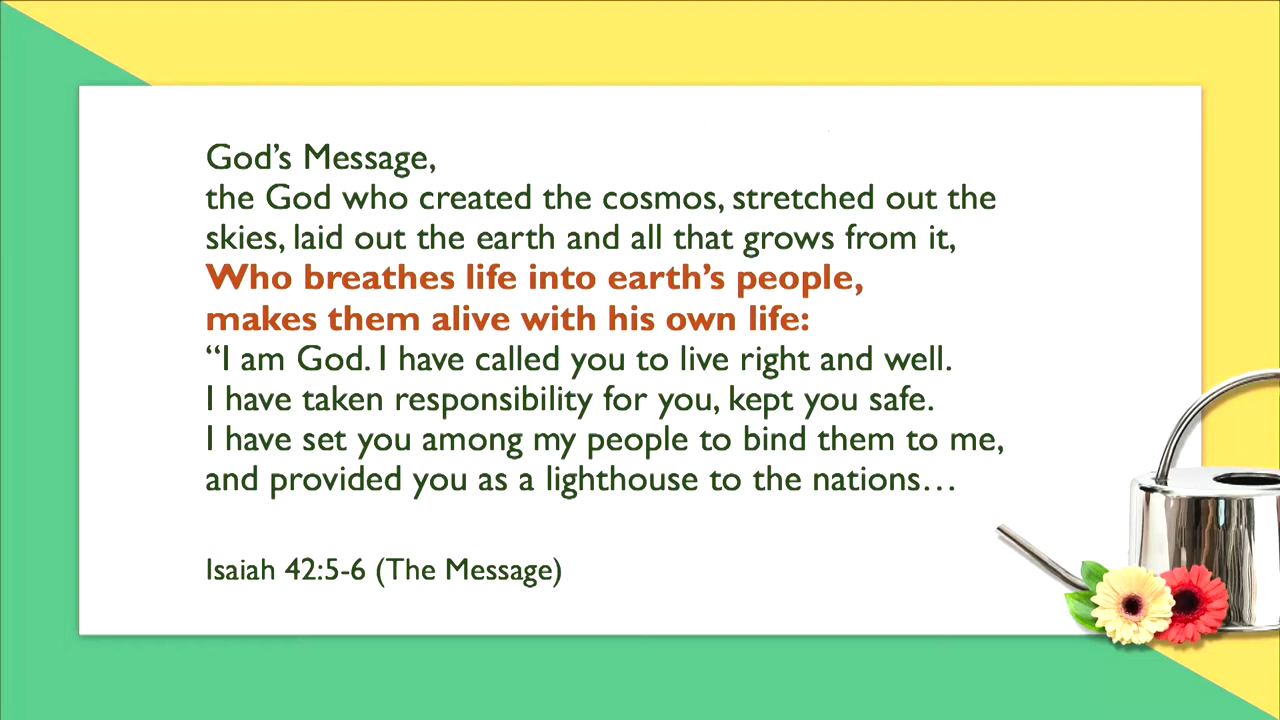 God’s Message,
the God who created the cosmos, stretched out the
skies, laid out the earth and all that grows from it,
Who breathes life into earth’s people,
makes them alive with his own life:
“I am God. I have called you to live right and well.
I have taken responsibility for you, kept you safe.
I have set you among my people to bind them to me,
and provided you as a lighthouse to the nations…
Isaiah 42:5-6 (The Message)